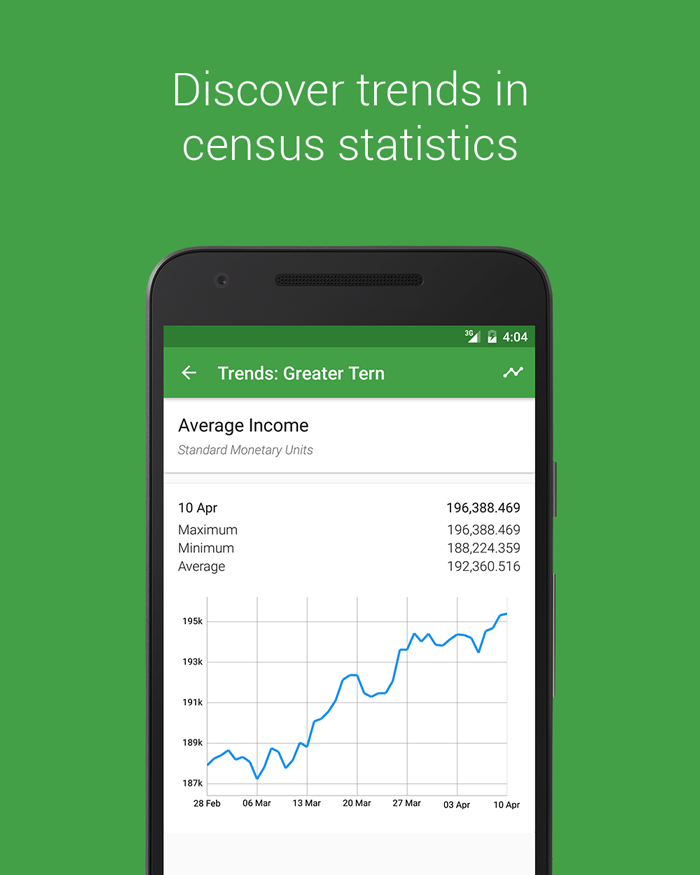 Discover trends in
census statistics
3G 4:04
Trends: Greater Tern
Average Income
Standard Monetary Units
10 Apr 196,388.469
Maximum 196,388.469
Minimum 188,224.359
Average 192,360.516
195k
193k
191k
189k
187k
28 Feb 06 Mar 13 Mar 20 Mar 27 Mar 03 Apr 10 Apr